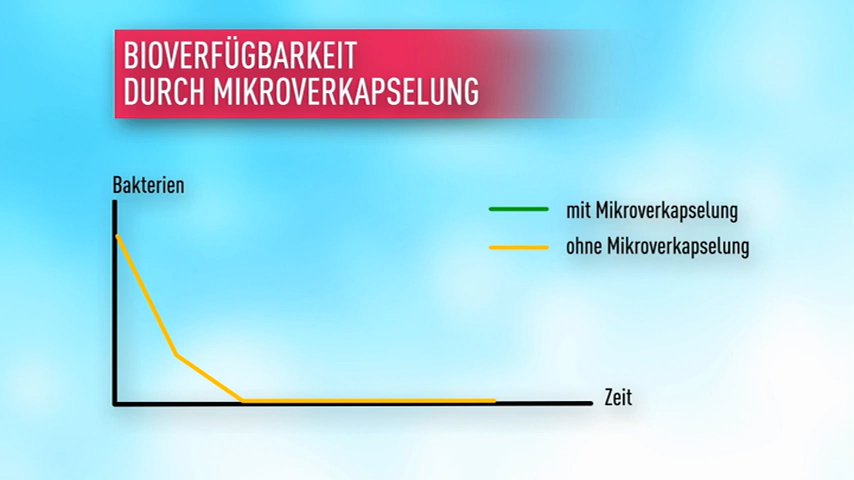 BIOVERFÜGBARKEIT
DURCH MIKROVERKAPSELUNG
Bakterien
mit Mikroverkapselung
ohne Mikroverkapselung
Zeit